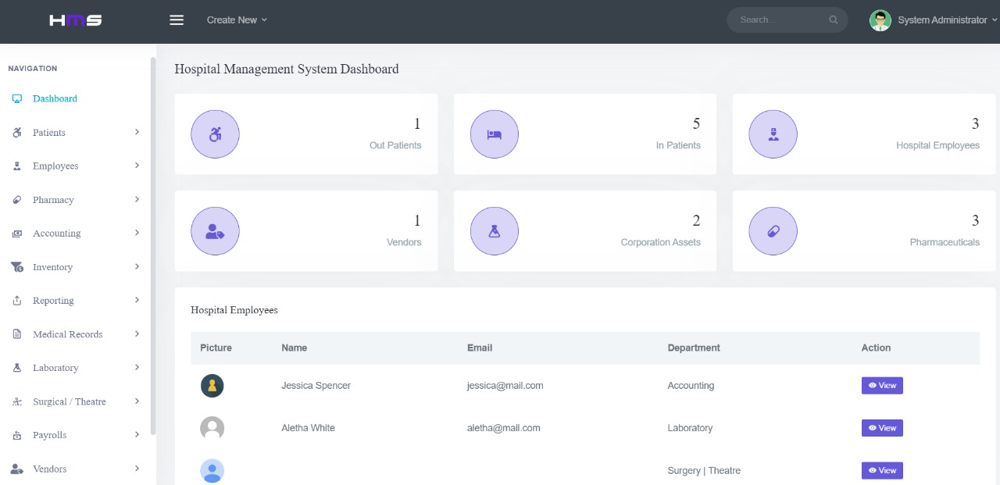 HMS
Create New
Search...
System Administrator
NAVIGATION
Dashboard
Patients
Employees
Pharmacy
Accounting
Inventory
Reporting
Medical Records
Laboratory
Surgical / Theatre
Payrolls
Vendors
Hospital Management System Dashboard
1
Out Patients
5
In Patients
3
Hospital Employees
1
Vendors
2
Corporation Assets
3
Pharmaceuticals
Hospital Employees
Picture Name Email Department Action
Jessica Spencer jessica@mail.com Accounting View
Aletha White aletha@mail.com Laboratory View
Surgery | Theatre View